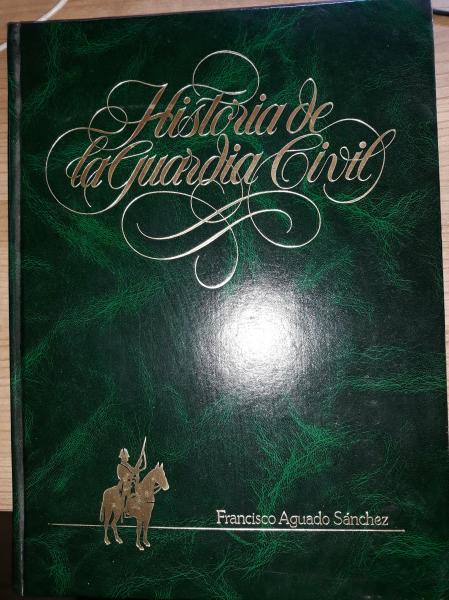 Historia de
la Guardia Civil
Francisco Aguado Sánchez